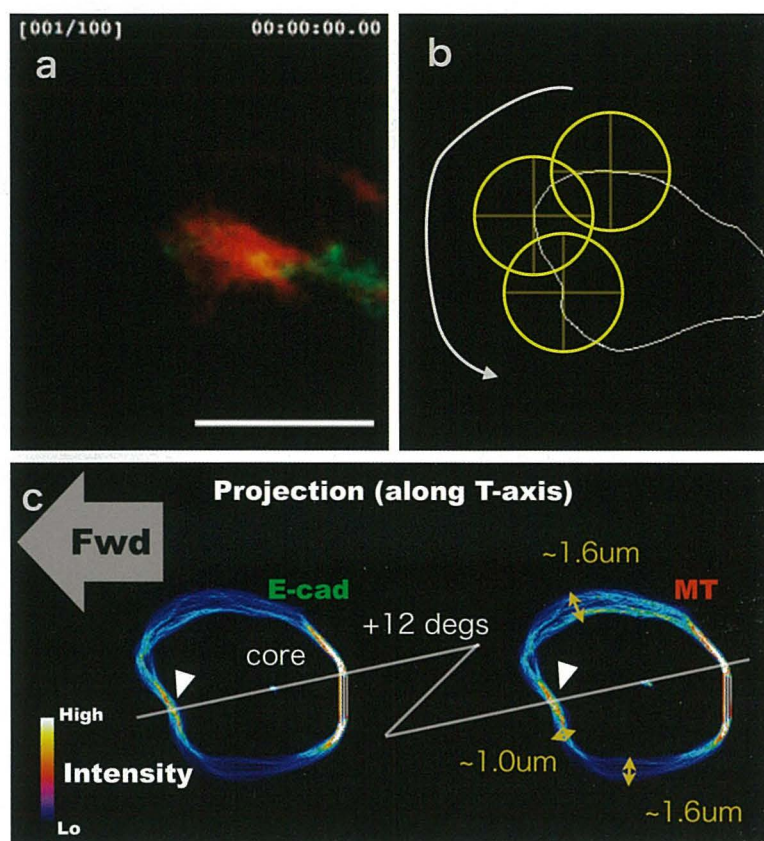 [001/100] 00:00:00.00
a
b
c
Projection (along T-axis)
Fwd
~1.6um
E-cad
MT
+12 degs
core
High
Intensity
~1.0um
Lo
~1.6um